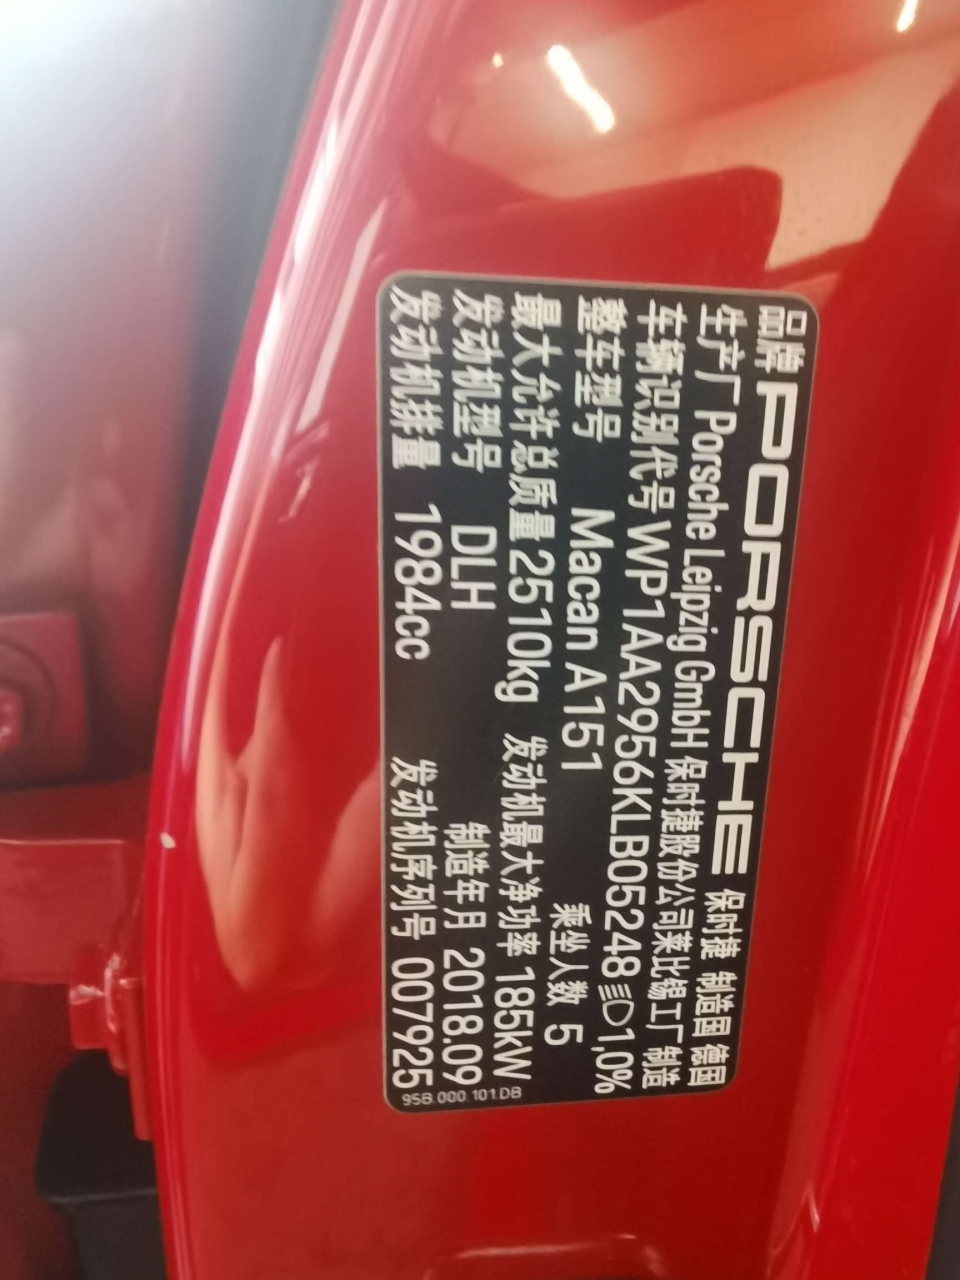 品牌 PORSCHE 保时捷 制造国 德国
生产厂 Porsche Leipzig GmbH 保时捷股份公司莱比锡工厂制造
车辆识别代号 WP1AA2956KLB05248 1,0%
整车型号 Macan A151 乘坐人数 5
最大允许总质量 2510kg 发动机最大净功率 185kW
发动机型号 DLH 制造年月 2018.09
发动机排量 1984cc 发动机序列号 007925
95B.000.101.DB